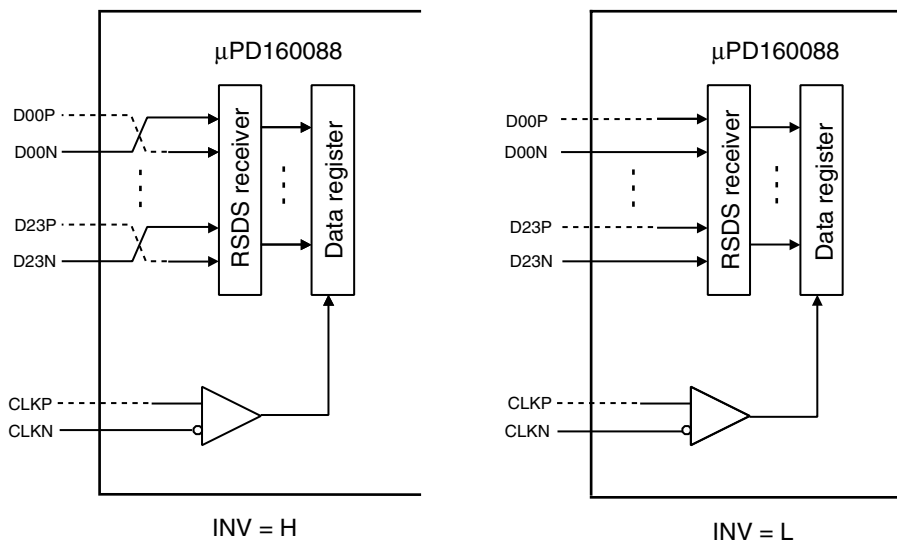 μPD160088
D00P
D00N
D23P
D23N
RSDS receiver
Data register
CLKP
CLKN
INV = H
μPD160088
D00P
D00N
D23P
D23N
RSDS receiver
Data register
CLKP
CLKN
INV = L